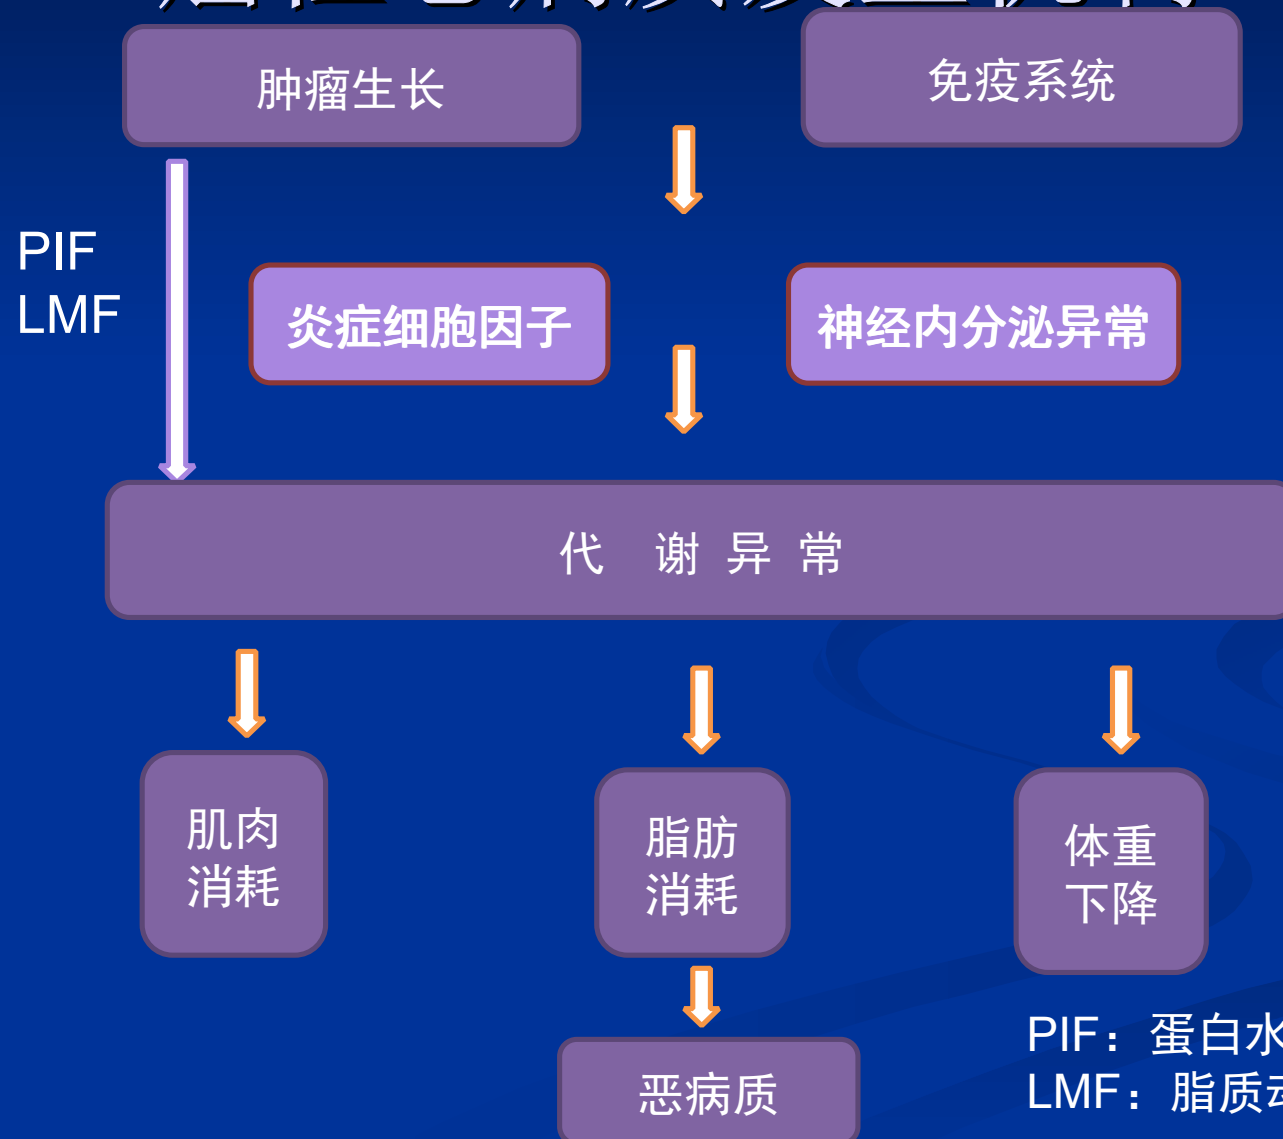 肿瘤生长
免疫系统
PIF
LMF
炎症细胞因子
神经内分泌异常
代 谢 异 常
肌肉
消耗
脂肪
消耗
体重
下降
PIF：蛋白水
LMF：脂质动
恶病质